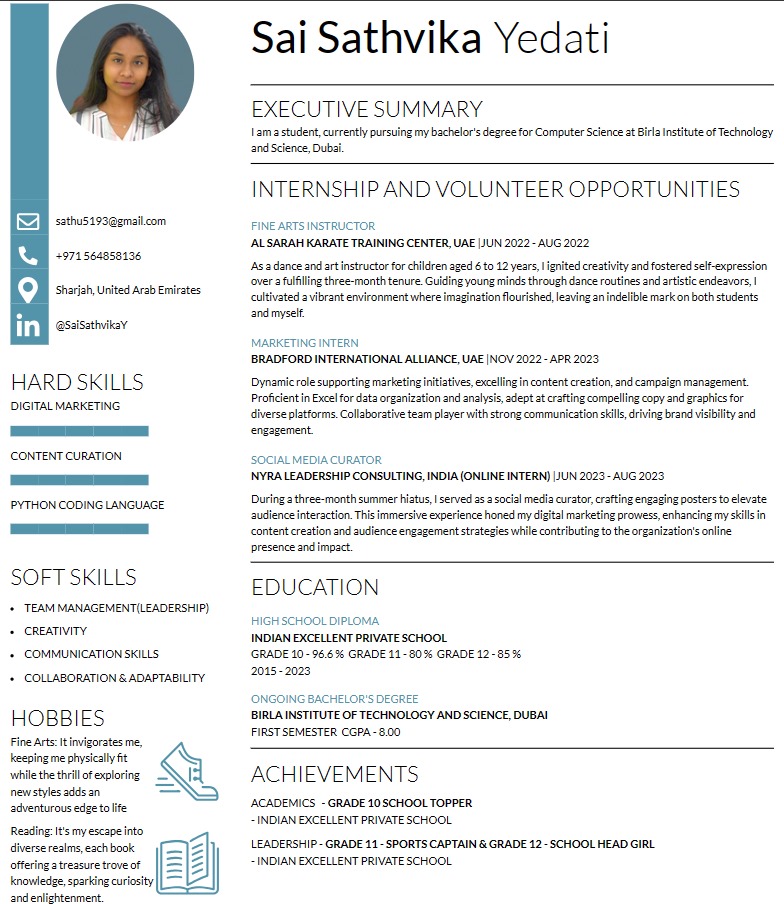 Sai Sathvika Yedati
sathu5193@gmail.com
+971 564858136
Sharjah, United Arab Emirates
in
@SaiSathvikaY
HARD SKILLS
DIGITAL MARKETING
CONTENT CURATION
PYTHON CODING LANGUAGE
SOFT SKILLS
• TEAM MANAGEMENT(LEADERSHIP)
• CREATIVITY
• COMMUNICATION SKILLS
• COLLABORATION & ADAPTABILITY
HOBBIES
Fine Arts: It invigorates me,
keeping me physically fit
while the thrill of exploring
new styles adds an
adventurous edge to life
Reading: It's my escape into
diverse realms, each book
offering a treasure trove of
knowledge, sparking curiosity
and enlightenment.
EXECUTIVE SUMMARY
I am a student, currently pursuing my bachelor's degree for Computer Science at Birla Institute of Technology
and Science, Dubai.
INTERNSHIP AND VOLUNTEER OPPORTUNITIES
FINE ARTS INSTRUCTOR
AL SARAH KARATE TRAINING CENTER, UAE |JUN 2022 - AUG 2022
As a dance and art instructor for children aged 6 to 12 years, I ignited creativity and fostered self-expression
over a fulfilling three-month tenure. Guiding young minds through dance routines and artistic endeavors, I
cultivated a vibrant environment where imagination flourished, leaving an indelible mark on both students
and myself.
MARKETING INTERN
BRADFORD INTERNATIONAL ALLIANCE, UAE |NOV 2022 - APR 2023
Dynamic role supporting marketing initiatives, excelling in content creation, and campaign management.
Proficient in Excel for data organization and analysis, adept at crafting compelling copy and graphics for
diverse platforms. Collaborative team player with strong communication skills, driving brand visibility and
engagement.
SOCIAL MEDIA CURATOR
NYRA LEADERSHIP CONSULTING, INDIA (ONLINE INTERN) |JUN 2023 - AUG 2023
During a three-month summer hiatus, I served as a social media curator, crafting engaging posters to elevate
audience interaction. This immersive experience honed my digital marketing prowess, enhancing my skills in
content creation and audience engagement strategies while contributing to the organization's online
presence and impact.
EDUCATION
HIGH SCHOOL DIPLOMA
INDIAN EXCELLENT PRIVATE SCHOOL
GRADE 10 - 96.6 % GRADE 11 - 80 % GRADE 12 - 85 %
2015 - 2023
ONGOING BACHELOR'S DEGREE
BIRLA INSTITUTE OF TECHNOLOGY AND SCIENCE, DUBAI
FIRST SEMESTER CGPA - 8.00
ACHIEVEMENTS
ACADEMICS - GRADE 10 SCHOOL TOPPER
- INDIAN EXCELLENT PRIVATE SCHOOL
LEADERSHIP - GRADE 11 - SPORTS CAPTAIN & GRADE 12 - SCHOOL HEAD GIRL
- INDIAN EXCELLENT PRIVATE SCHOOL